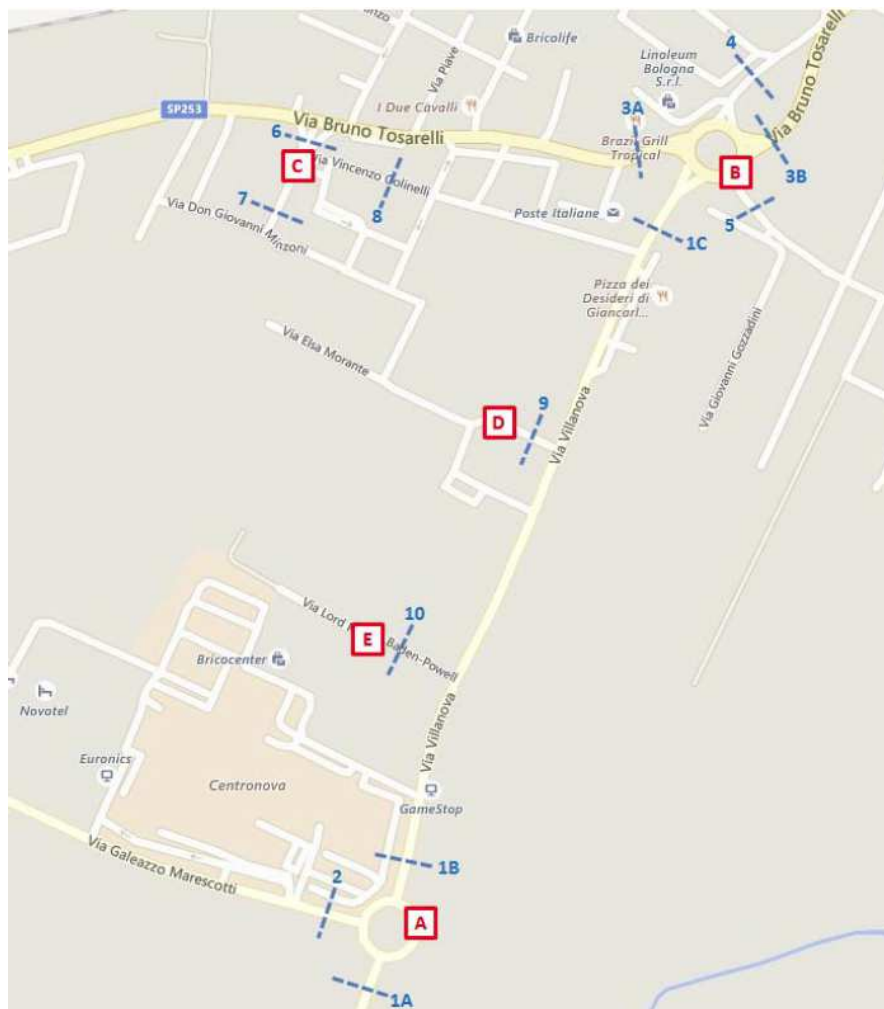 Bricolife
Via Piave
Linoleum
Bologna
S.r.l.
4
Via Bruno Tosarelli
SP253
I Due Cavalli
3A
Via Bruno Tosarelli
Brazil Grill
Tropical
6
C
Via Vincenzo Colinelli
B
3B
7
8
Via Don Giovanni Minzoni
Poste Italiane
5
1C
Pizza dei
Desideri di
Giancarl...
Via Elsa Morante
Via Giovanni Gozzadini
9
D
Via Villanova
10
Via Lord
E
Baden-Powell
Bricocenter
Novatel
Via Villanova
Euronics
Centronova
GameStop
Via Galeazzo Marescotti
1B
2
A
1A